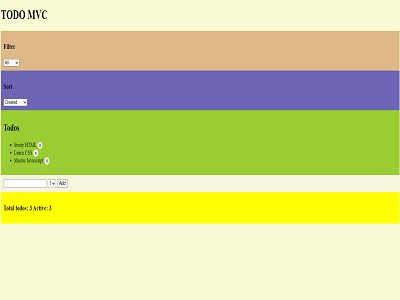 TODO MVC
Filter
All
Sort
Created
Todos
Study HTML
Learn CSS
Master Javascript
1 Add
Total todos: 3 Active: 3